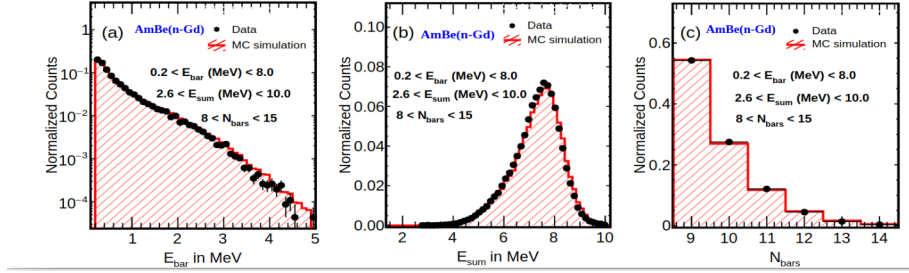 (a)
AmBe(n-Gd)
Data
MC simulation
0.2 < E_bar (MeV) < 8.0
2.6 < E_sum (MeV) < 10.0
8 < N_bars < 15
Normalized Counts
1
10⁻¹
10⁻²
10⁻³
10⁻⁴
0 1 2 3 4 5
E_bar in MeV
(b)
AmBe(n-Gd)
Data
MC simulation
0.2 < E_bar (MeV) < 8.0
2.6 < E_sum (MeV) < 10.0
8 < N_bars < 15
Normalized Counts
0.10
0.08
0.06
0.04
0.02
0.00
2 4 6 8 10
E_sum in MeV
(c)
AmBe(n-Gd)
Data
MC simulation
0.2 < E_bar (MeV) < 8.0
2.6 < E_sum (MeV) < 10.0
8 < N_bars < 15
Normalized Counts
0.6
0.4
0.2
0
9 10 11 12 13 14
N_bars